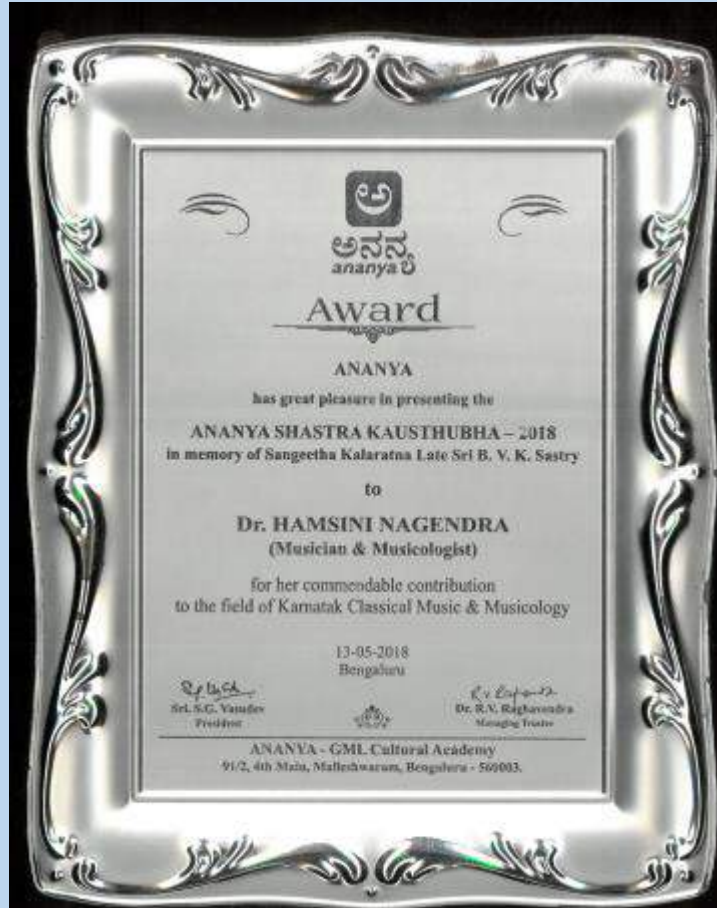 ಅ
ಅನನ್ಯ
ananya
Award
ANANYA
has great pleasure in presenting the
ANANYA SHASTRA KAUSTHUBHA – 2018
in memory of Sangeetha Kalaratna Late Sri B. V. K. Sastry
to
Dr. HAMSINI NAGENDRA
(Musician & Musicologist)
for her commendable contribution
to the field of Karnatak Classical Music & Musicology
13-05-2018
Bengaluru
Sri. S.G. Vasudev
President
Dr. R.V. Raghavendra
Managing Trustee
ANANYA - GML Cultural Academy
91/2, 4th Main, Malleshwaram, Bengaluru - 560003.